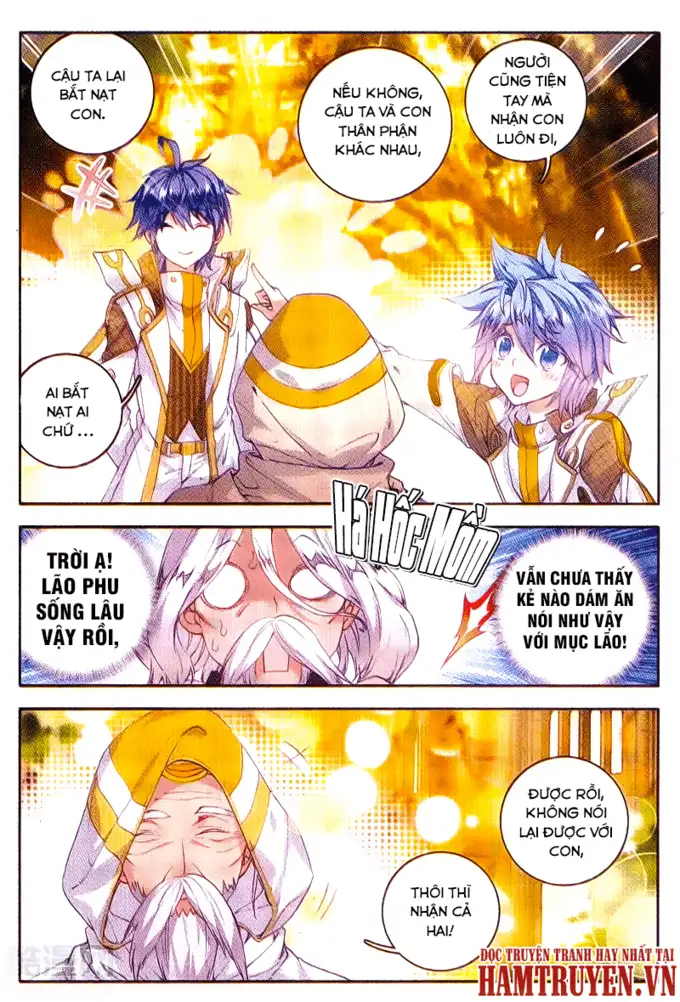 CẬU TA LẠI
BẮT NẠT
CON.
NẾU KHÔNG,
CẬU TA VÀ CON
THÂN PHẬN
KHÁC NHAU,
NGƯỜI
CŨNG TIỆN
TAY MÀ
NHẬN CON
LUÔN ĐI,
AI BẮT
NẠT AI
CHỨ ...
Há Hốc Mồm
TRỜI Ạ!
LÃO PHU
SỐNG LÂU
VẬY RỒI,
VẪN CHƯA THẤY
KẺ NÀO DÁM ĂN
NÓI NHƯ VẬY
VỚI MỤC LÃO!
ĐƯỢC RỒI,
KHÔNG NÓI
LẠI ĐƯỢC VỚI
CON,
THÔI THÌ
NHẬN CẢ
HAI!
ĐỌC TRUYỆN TRANH HAY NHẤT TẠI
HAMTRUYEN.VN